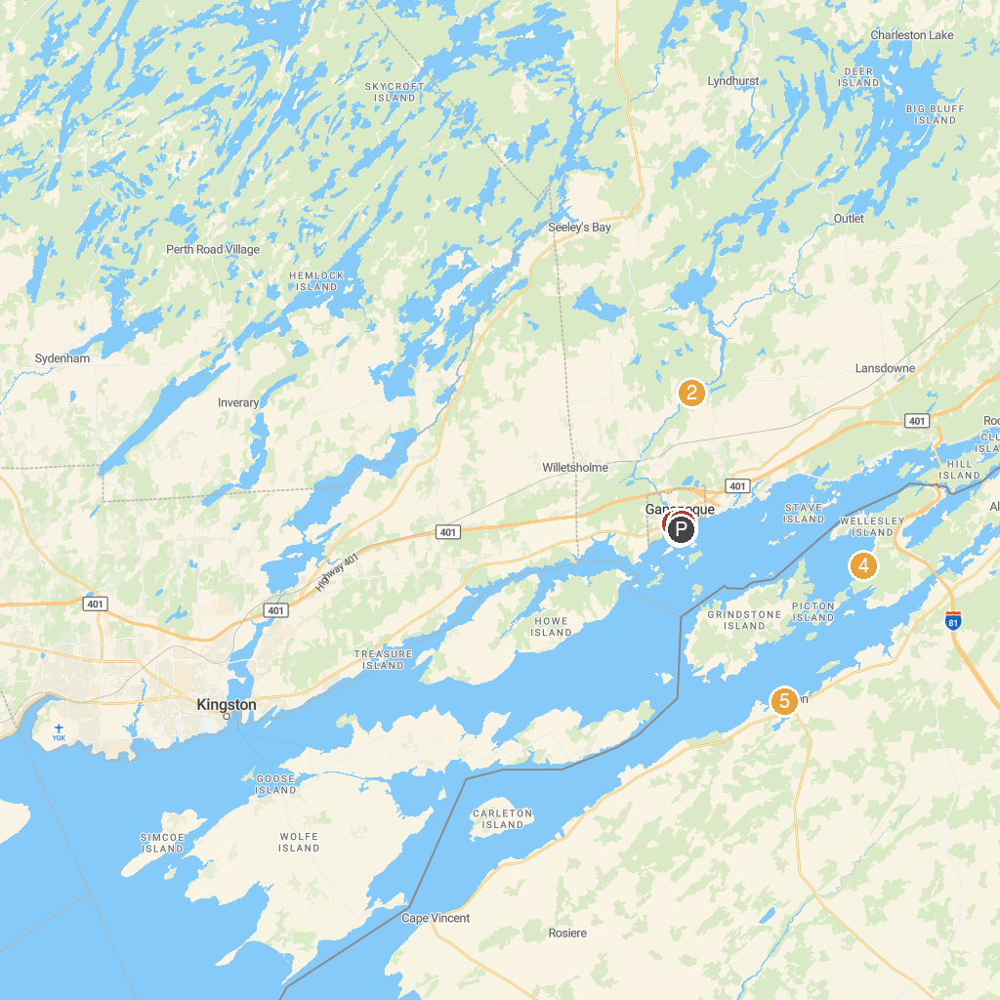 Charleston Lake
DEER
ISLAND
Lyndhurst
SKYCROFT
ISLAND
BIG BLUFF
ISLAND
Outlet
Seeley's Bay
Perth Road Village
HEMLOCK
ISLAND
Sydenham
Lansdowne
Inverary
2
401
Willetsholme
HILL
ISLAND
401
Gananoque
STAVE
ISLAND
WELLESLEY
ISLAND
P
401
Highway 401
4
401
401
PICTON
ISLAND
GRINDSTONE
ISLAND
HOWE
ISLAND
81
TREASURE
ISLAND
Kingston
5
on
YGK
GOOSE
ISLAND
CARLETON
ISLAND
SIMCOE
ISLAND
WOLFE
ISLAND
Cape Vincent
Rosiere